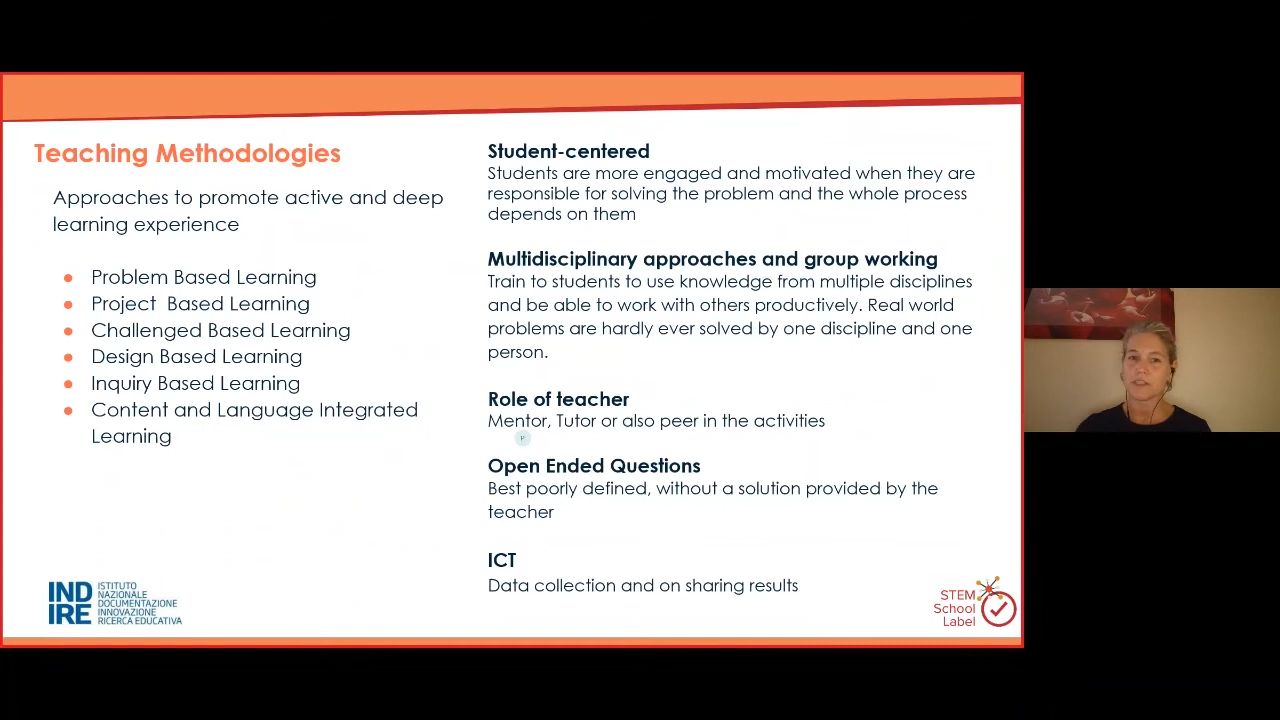 Teaching Methodologies
Approaches to promote active and deep
learning experience
Problem Based Learning
Project Based Learning
Challenged Based Learning
Design Based Learning
Inquiry Based Learning
Content and Language Integrated
Learning
Student-centered
Students are more engaged and motivated when they are
responsible for solving the problem and the whole process
depends on them
Multidisciplinary approaches and group working
Train to students to use knowledge from multiple disciplines
and be able to work with others productively. Real world
problems are hardly ever solved by one discipline and one
person.
Role of teacher
Mentor, Tutor or also peer in the activities
Open Ended Questions
Best poorly defined, without a solution provided by the
teacher
ICT
Data collection and on sharing results
IND
IRE
ISTITUTO
NAZIONALE
DOCUMENTAZIONE
INNOVAZIONE
RICERCA EDUCATIVA
STEM
School
Label